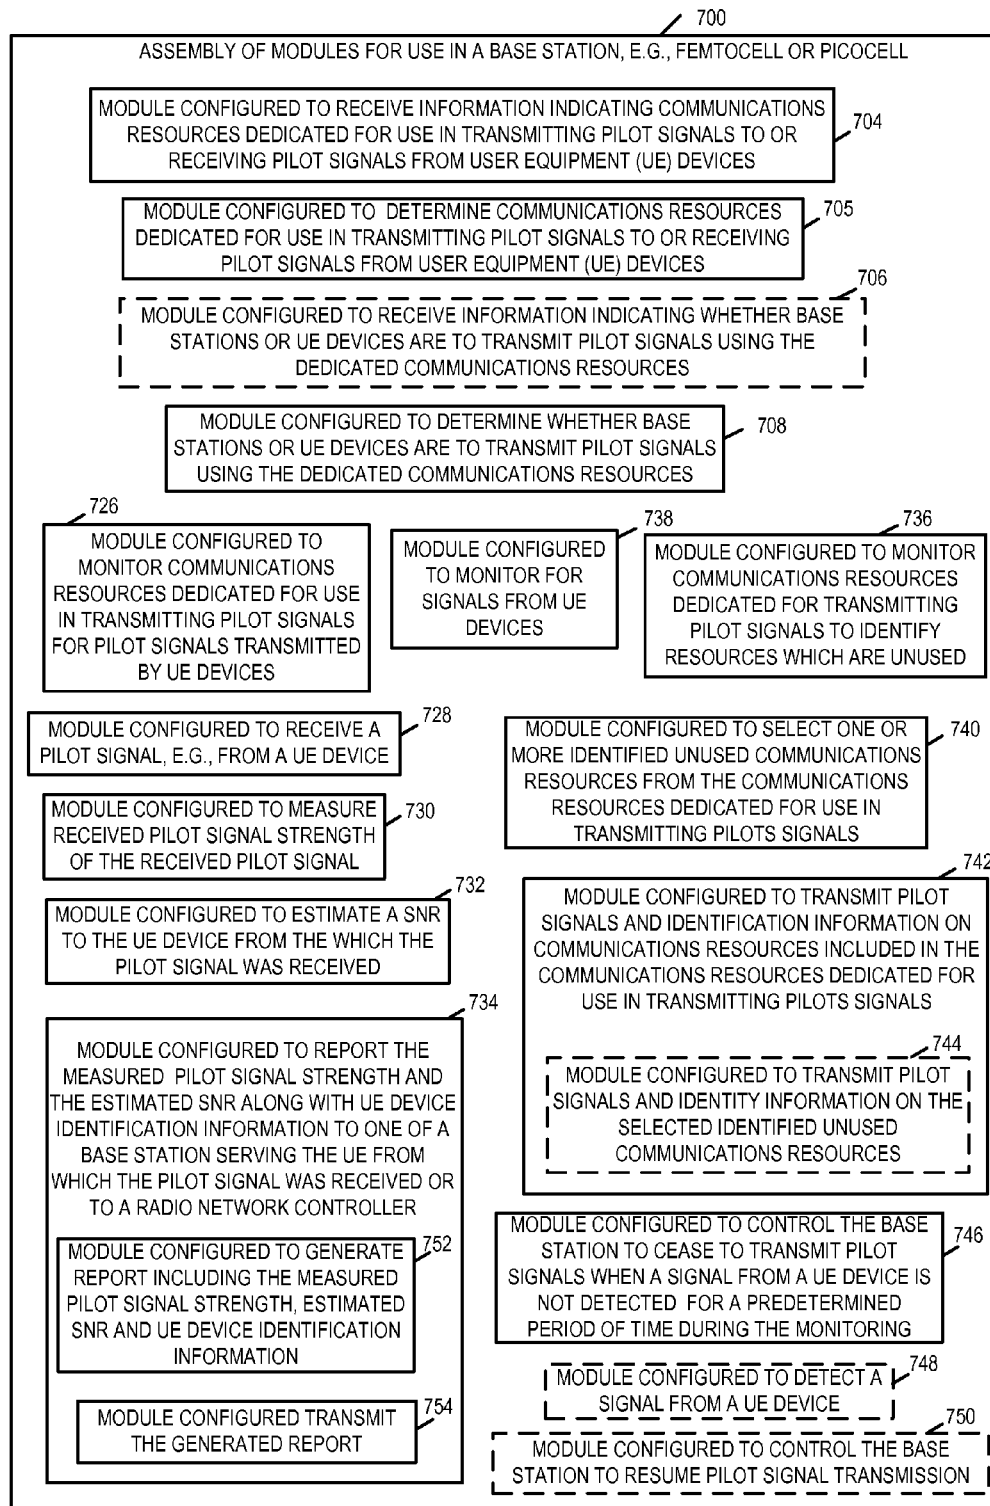 700
ASSEMBLY OF MODULES FOR USE IN A BASE STATION, E.G., FEMTOCELL OR PICOCELL
MODULE CONFIGURED TO RECEIVE INFORMATION INDICATING COMMUNICATIONS
RESOURCES DEDICATED FOR USE IN TRANSMITTING PILOT SIGNALS TO OR
RECEIVING PILOT SIGNALS FROM USER EQUIPMENT (UE) DEVICES
704
MODULE CONFIGURED TO DETERMINE COMMUNICATIONS RESOURCES
DEDICATED FOR USE IN TRANSMITTING PILOT SIGNALS TO OR RECEIVING
PILOT SIGNALS FROM USER EQUIPMENT (UE) DEVICES
705
706
MODULE CONFIGURED TO RECEIVE INFORMATION INDICATING WHETHER BASE
STATIONS OR UE DEVICES ARE TO TRANSMIT PILOT SIGNALS USING THE
DEDICATED COMMUNICATIONS RESOURCES
MODULE CONFIGURED TO DETERMINE WHETHER BASE
STATIONS OR UE DEVICES ARE TO TRANSMIT PILOT SIGNALS
USING THE DEDICATED COMMUNICATIONS RESOURCES
708
726
MODULE CONFIGURED TO
MONITOR COMMUNICATIONS
RESOURCES DEDICATED FOR USE
IN TRANSMITTING PILOT SIGNALS
FOR PILOT SIGNALS TRANSMITTED
BY UE DEVICES
738
MODULE CONFIGURED
TO MONITOR FOR
SIGNALS FROM UE
DEVICES
736
MODULE CONFIGURED TO MONITOR
COMMUNICATIONS RESOURCES
DEDICATED FOR TRANSMITTING
PILOT SIGNALS TO IDENTIFY
RESOURCES WHICH ARE UNUSED
MODULE CONFIGURED TO RECEIVE A
PILOT SIGNAL, E.G., FROM A UE DEVICE
728
MODULE CONFIGURED TO MEASURE
RECEIVED PILOT SIGNAL STRENGTH
OF THE RECEIVED PILOT SIGNAL
730
732
MODULE CONFIGURED TO ESTIMATE A SNR
TO THE UE DEVICE FROM THE WHICH THE
PILOT SIGNAL WAS RECEIVED
734
MODULE CONFIGURED TO REPORT THE
MEASURED PILOT SIGNAL STRENGTH AND
THE ESTIMATED SNR ALONG WITH UE DEVICE
IDENTIFICATION INFORMATION TO ONE OF A
BASE STATION SERVING THE UE FROM
WHICH THE PILOT SIGNAL WAS RECEIVED OR
TO A RADIO NETWORK CONTROLLER
MODULE CONFIGURED TO GENERATE
REPORT INCLUDING THE MEASURED
PILOT SIGNAL STRENGTH, ESTIMATED
SNR AND UE DEVICE IDENTIFICATION
INFORMATION
752
MODULE CONFIGURED TRANSMIT
THE GENERATED REPORT
754
MODULE CONFIGURED TO SELECT ONE OR
MORE IDENTIFIED UNUSED COMMUNICATIONS
RESOURCES FROM THE COMMUNICATIONS
RESOURCES DEDICATED FOR USE IN
TRANSMITTING PILOTS SIGNALS
740
742
MODULE CONFIGURED TO TRANSMIT PILOT
SIGNALS AND IDENTIFICATION INFORMATION ON
COMMUNICATIONS RESOURCES INCLUDED IN THE
COMMUNICATIONS RESOURCES DEDICATED FOR
USE IN TRANSMITTING PILOTS SIGNALS
744
MODULE CONFIGURED TO TRANSMIT PILOT
SIGNALS AND IDENTITY INFORMATION ON THE
SELECTED IDENTIFIED UNUSED
COMMUNICATIONS RESOURCES
MODULE CONFIGURED TO CONTROL THE BASE
STATION TO CEASE TO TRANSMIT PILOT
SIGNALS WHEN A SIGNAL FROM A UE DEVICE IS
NOT DETECTED FOR A PREDETERMINED
PERIOD OF TIME DURING THE MONITORING
746
MODULE CONFIGURED TO DETECT A
SIGNAL FROM A UE DEVICE
748
750
MODULE CONFIGURED TO CONTROL THE BASE
STATION TO RESUME PILOT SIGNAL TRANSMISSION